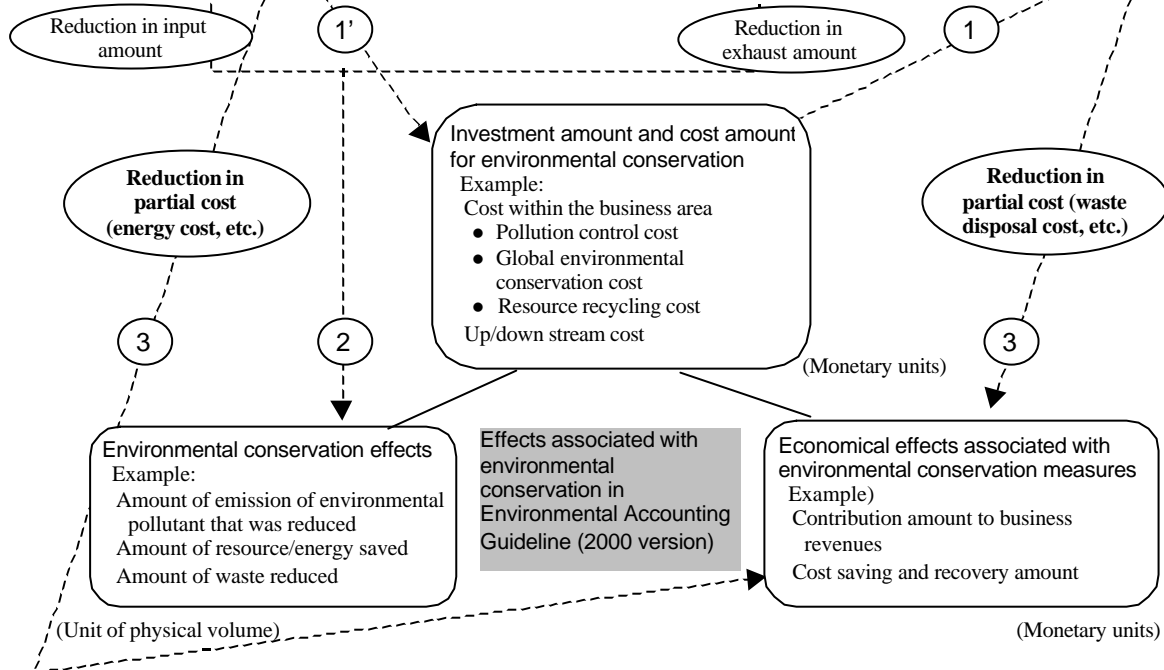 Reduction in input
amount
1’
Reduction in
exhaust amount
1
Investment amount and cost amount
for environmental conservation
Example:
Cost within the business area
● Pollution control cost
● Global environmental
conservation cost
● Resource recycling cost
Up/down stream cost
(Monetary units)
Reduction in
partial cost
(energy cost, etc.)
Reduction in
partial cost (waste
disposal cost, etc.)
3
2
3
Environmental conservation effects
Example:
Amount of emission of environmental
pollutant that was reduced
Amount of resource/energy saved
Amount of waste reduced
(Unit of physical volume)
Effects associated with
environmental
conservation in
Environmental Accounting
Guideline (2000 version)
Economical effects associated with
environmental conservation measures
Example)
Contribution amount to business
revenues
Cost saving and recovery amount
(Monetary units)